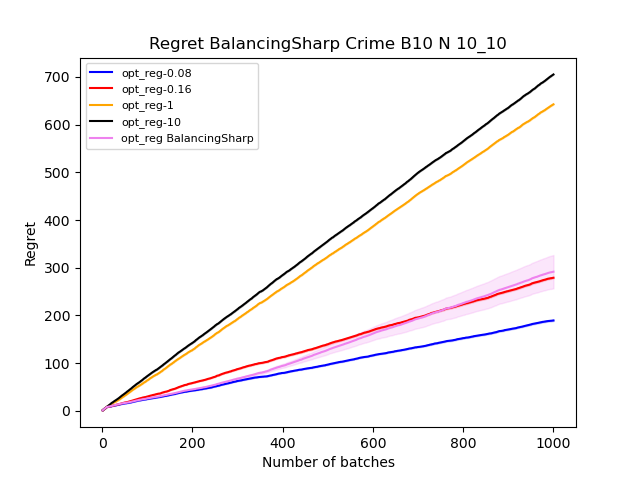 Regret BalancingSharp Crime B10 N 10_10
opt_reg-0.08
opt_reg-0.16
opt_reg-1
opt_reg-10
opt_reg BalancingSharp
Regret
700
600
500
400
300
200
100
0
0
200
400
600
800
1000
Number of batches